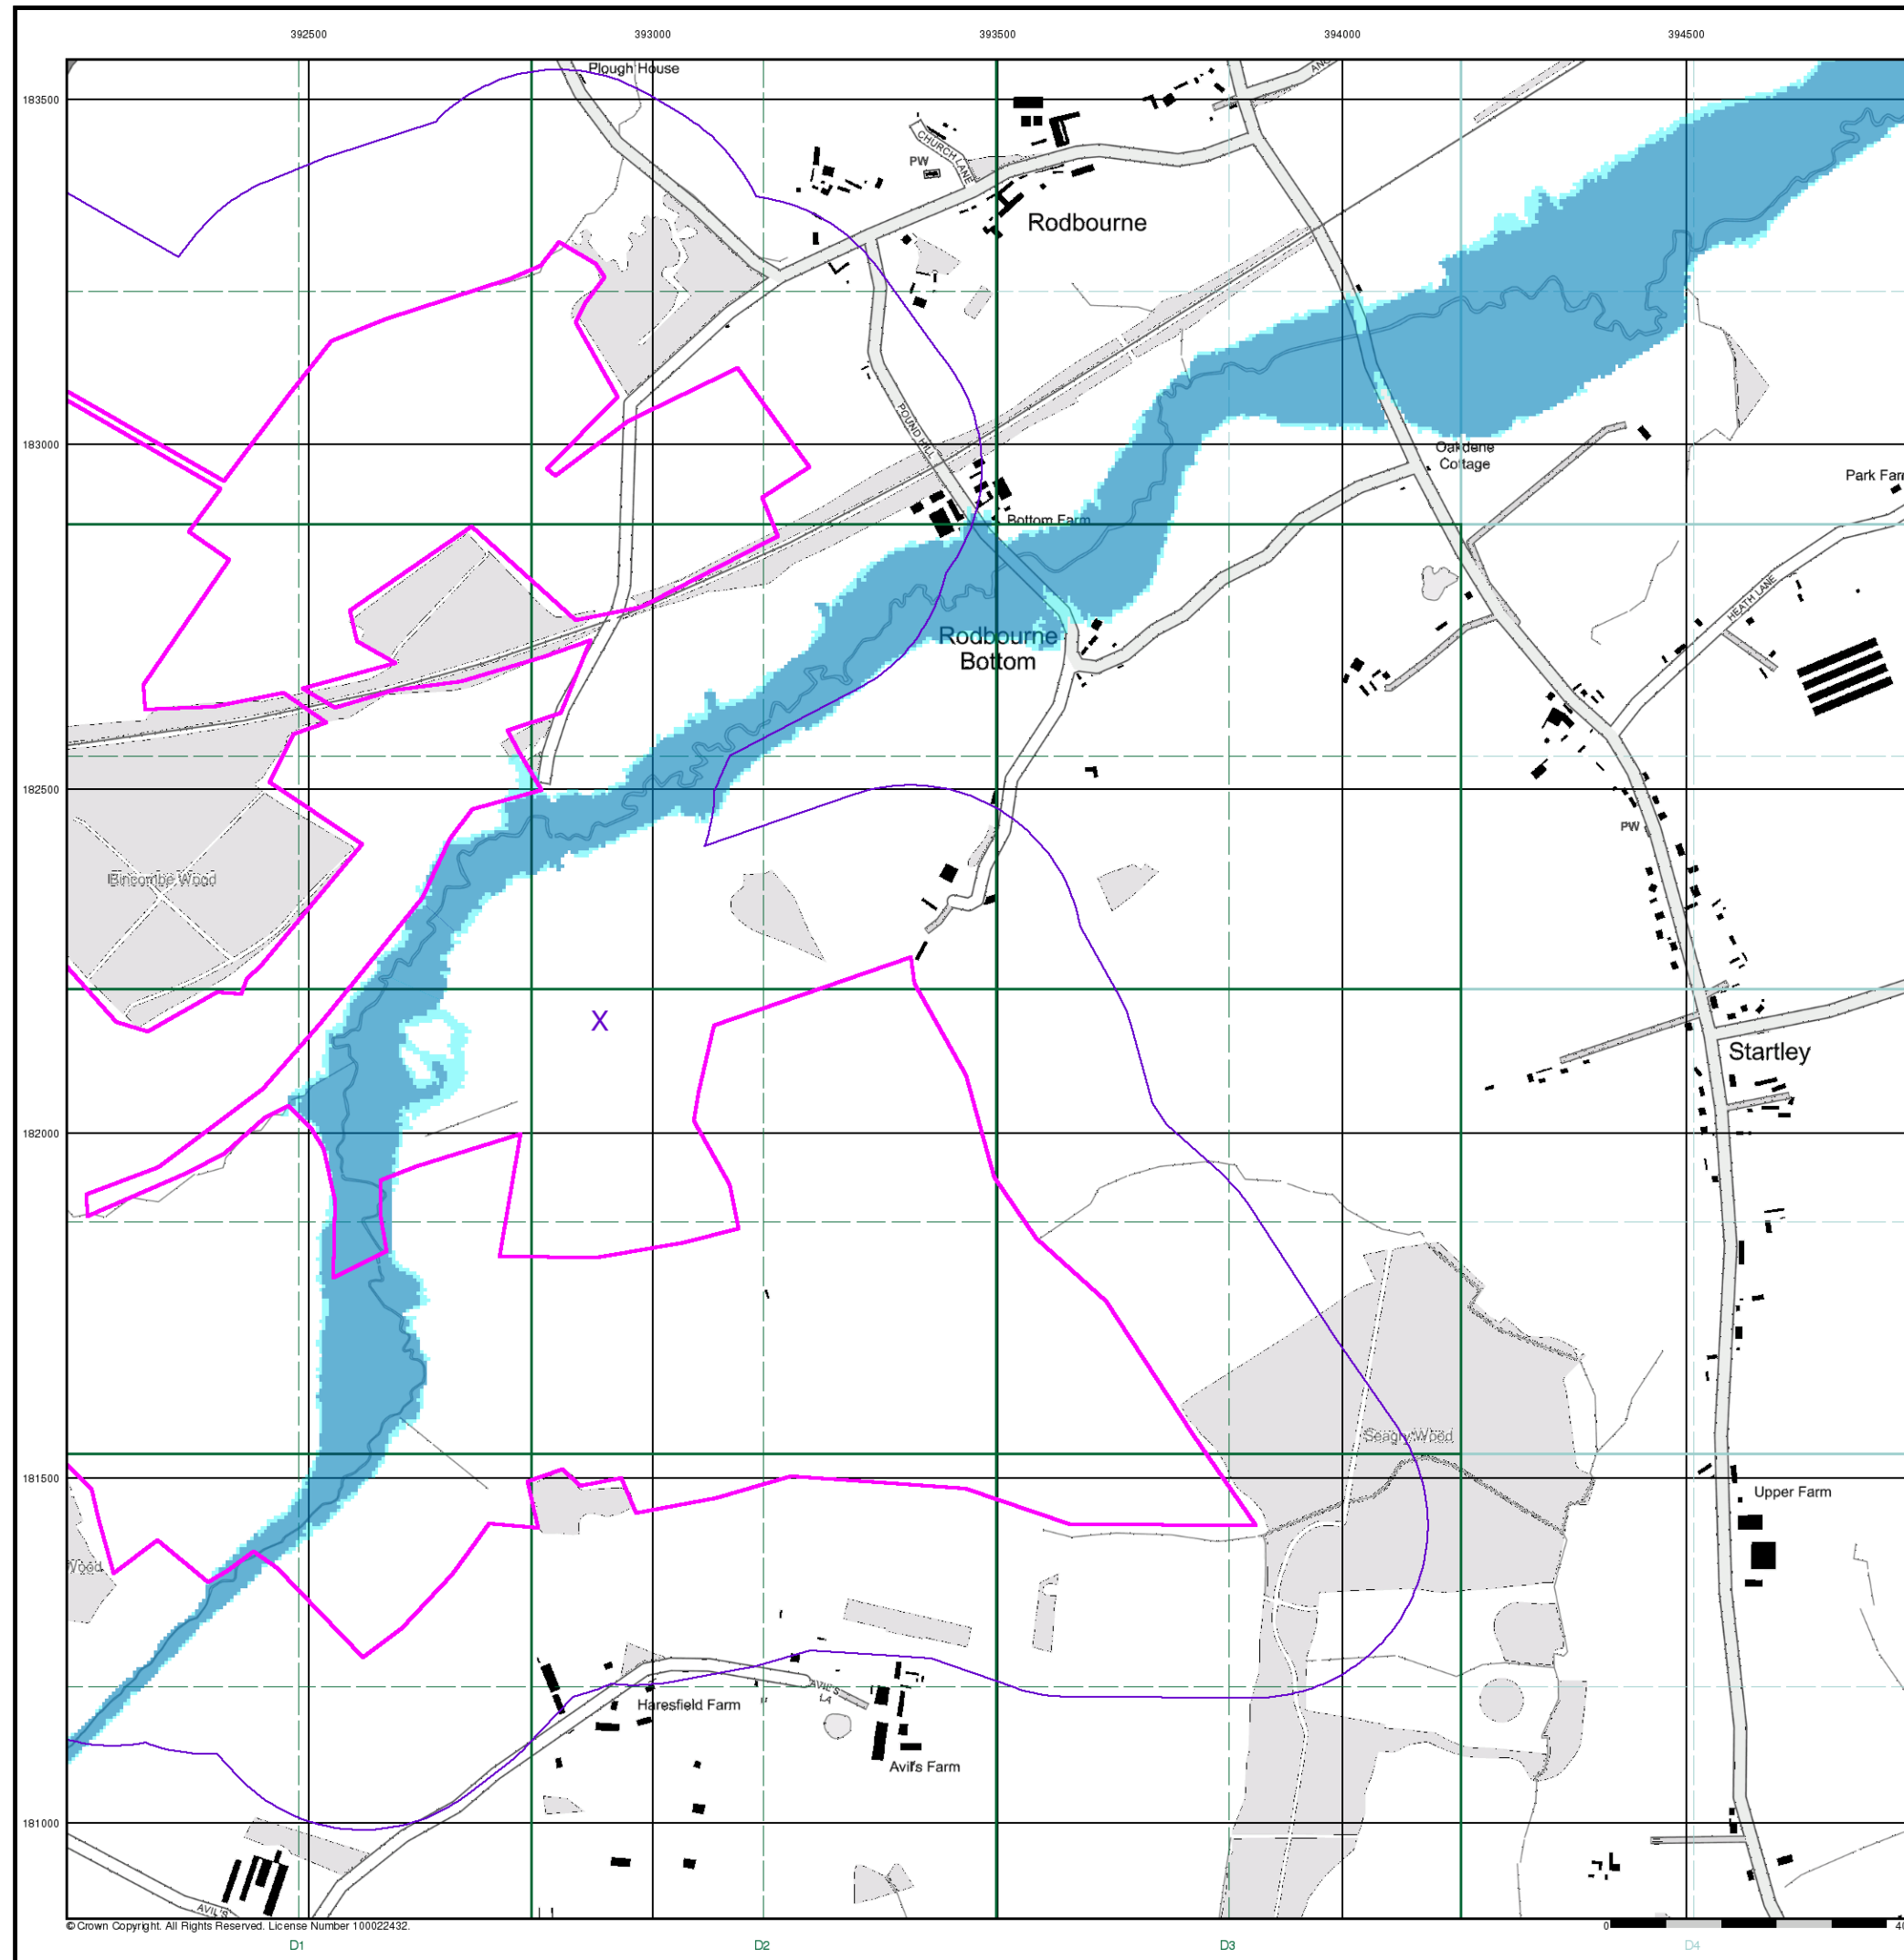 392500 393000 393500 394000 394500
183500
Plough House
CHURCH LANE
PW
Rodbourne
183000
POUND HILL
Oakdene
Cottage
Park Farm
Bottom Farm
HEATH LANE
Rodbourne
Bottom
182500
PW
Bincombe Wood
X
Startley
182000
Seagry Wood
181500
Upper Farm
Wood
AVIL'S
LA
Haresfield Farm
Avil's Farm
181000
AVIL'S
© Crown Copyright. All Rights Reserved. License Number 100022432.
0
D1 D2 D3 D4